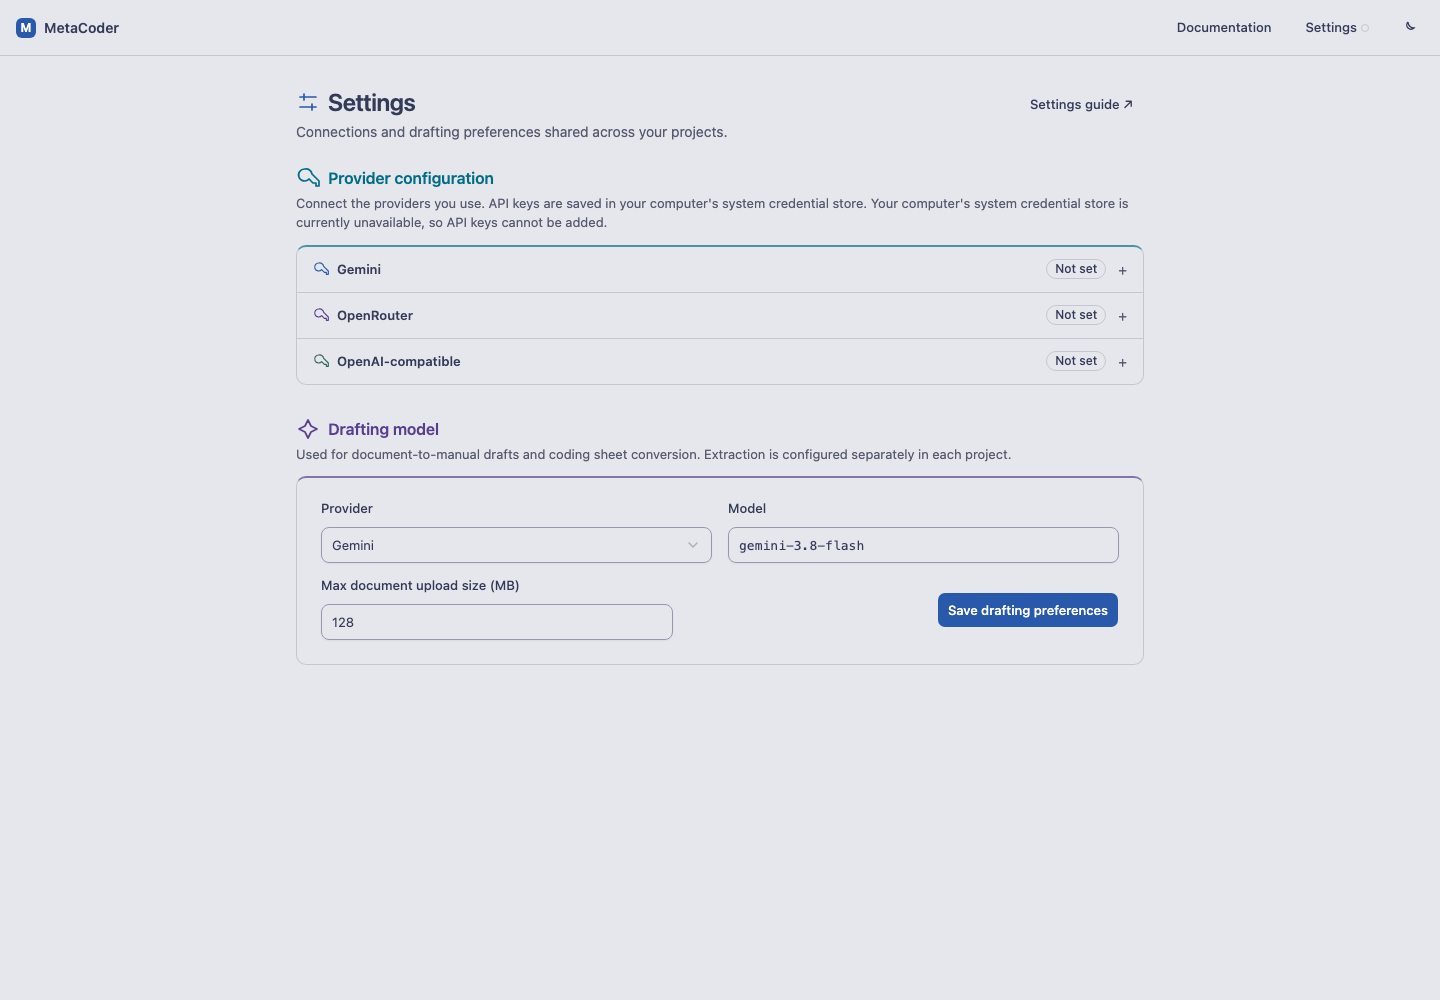 M MetaCoder
Documentation
Settings
Settings
Settings guide
Connections and drafting preferences shared across your projects.
Provider configuration
Connect the providers you use. API keys are saved in your computer's system credential store. Your computer's system credential store is
currently unavailable, so API keys cannot be added.
Gemini
Not set +
OpenRouter
Not set +
OpenAI-compatible
Not set +
Drafting model
Used for document-to-manual drafts and coding sheet conversion. Extraction is configured separately in each project.
Provider
Model
Gemini
gemini-3.8-flash
Max document upload size (MB)
128
Save drafting preferences